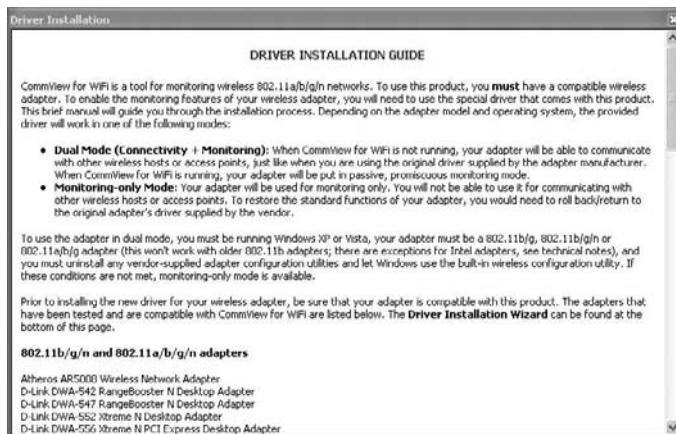 Driver Installation
DRIVER INSTALLATION GUIDE
CommView for WiFi is a tool for monitoring wireless 802.11a/b/g/n networks. To use this product, you must have a compatible wireless
adapter. To enable the monitoring features of your wireless adapter, you will need to use the special driver that comes with this product.
This brief manual will guide you through the installation process. Depending on the adapter model and operating system, the provided
driver will work in one of the following modes:
• Dual Mode (Connectivity + Monitoring): When CommView for WiFi is not running, your adapter will be able to communicate
with other wireless hosts or access points, just like when you are using the original driver supplied by the adapter manufacturer.
When CommView for WiFi is running, your adapter will be put in passive, promiscuous monitoring mode.
• Monitoring-only Mode: Your adapter will be used for monitoring only. You will not be able to use it for communicating with
other wireless hosts or access points. To restore the standard functions of your adapter, you would need to roll back/return to
the original adapter's driver supplied by the vendor.
To use the adapter in dual mode, you must be running Windows XP or Vista, your adapter must be a 802.11b/g, 802.11b/g/n or
802.11a/b/g adapter (this won't work with older 802.11b adapters; there are exceptions for Intel adapters, see technical notes), and
you must uninstall any vendor-supplied adapter configuration utilities and let Windows use the built-in wireless configuration utility. If
these conditions are not met, monitoring-only mode is available.
Prior to installing the new driver for your wireless adapter, be sure that your adapter is compatible with this product. The adapters that
have been tested and are compatible with CommView for WiFi are listed below. The Driver Installation Wizard can be found at the
bottom of this page.
802.11b/g/n and 802.11a/b/g/n adapters
Atheros AR5008 Wireless Network Adapter
D-Link DWA-542 RangeBooster N Desktop Adapter
D-Link DWA-547 RangeBooster N Desktop Adapter
D-Link DWA-552 Xtreme N Desktop Adapter
D-Link DWA-556 Xtreme N PCI Express Desktop Adapter